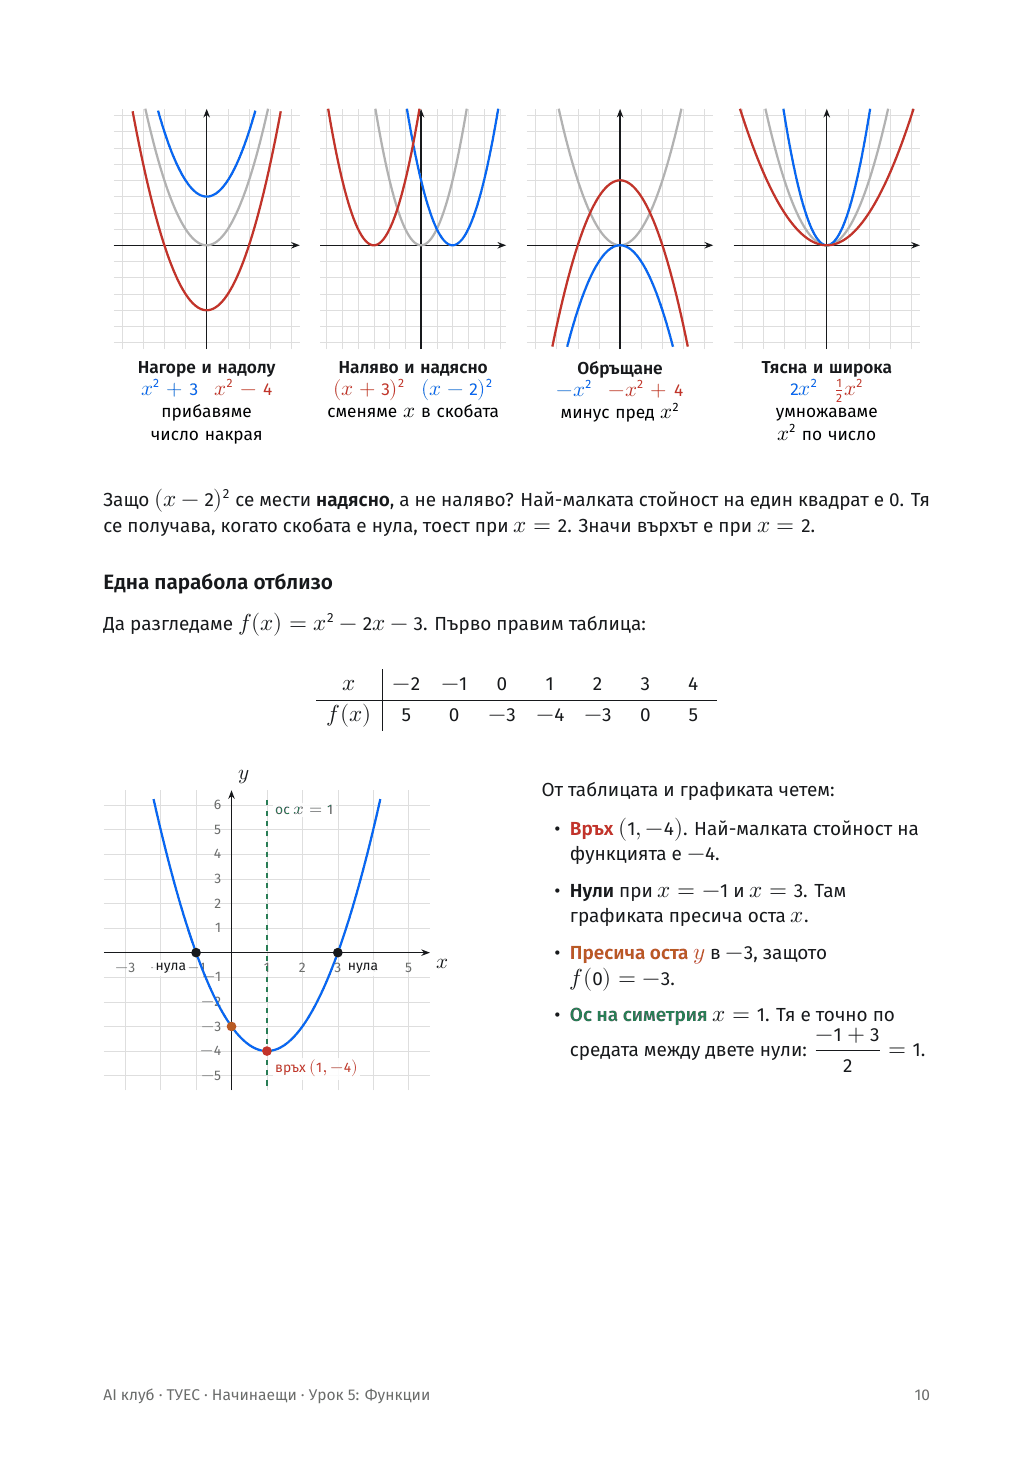 Нагоре и надолу
x² + 3 x² − 4
прибавяме
число накрая
Наляво и надясно
(x + 3)² (x − 2)²
сменяме x в скобата
Обръщане
−x² −x² + 4
минус пред x²
Тясна и широка
2x² ½x²
умножаваме
x² по число
Защо (x − 2)² се мести надясно, а не наляво? Най-малката стойност на един квадрат е 0. Тя
се получава, когато скобата е нула, тоест при x = 2. Значи върхът е при x = 2.
Една парабола отблизо
Да разгледаме f(x) = x² − 2x − 3. Първо правим таблица:
x −2 −1 0 1 2 3 4
f(x) 5 0 −3 −4 −3 0 5
y
6
ос x = 1
5
4
3
2
1
−3 нула −1 1 2 3 нула 5 x
−1
−2
−3
−4
връх (1, −4)
−5
От таблицата и графиката четем:
• Връх (1, −4). Най-малката стойност на
функцията е −4.
• Нули при x = −1 и x = 3. Там
графиката пресича оста x.
• Пресича оста y в −3, защото
f(0) = −3.
• Ос на симетрия x = 1. Тя е точно по
средата между двете нули: (−1 + 3)/2 = 1.
AI клуб · ТУЕС · Начинаещи · Урок 5: Функции 10